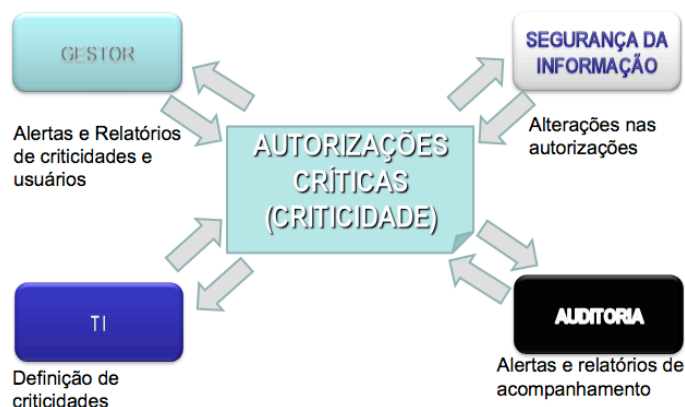 GESTOR
SEGURANÇA DA
INFORMAÇÃO
Alertas e Relatórios
de criticidades e
usuários
AUTORIZAÇÕES
CRÍTICAS
(CRITICIDADE)
Alterações nas
autorizações
TI
AUDITORIA
Definição de
criticidades
Alertas e relatórios de
acompanhamento